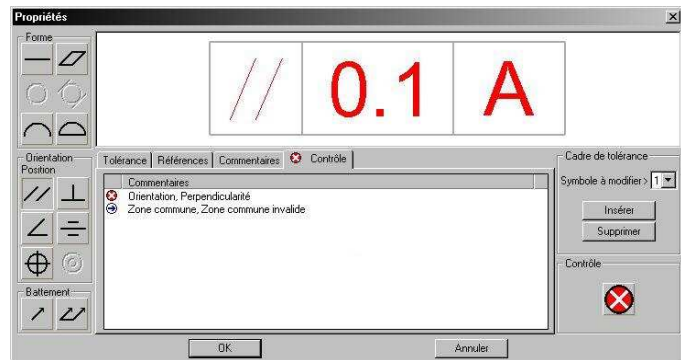 Propriétés
Forme
// 0.1 A
Orientation
Position
Battement
Tolérance Références Commentaires Contrôle
Commentaires
Orientation, Perpendicularité
Zone commune, Zone commune invalide
Cadre de tolérance
Symbole à modifier > 1
Insérer
Supprimer
Contrôle
OK Annuler